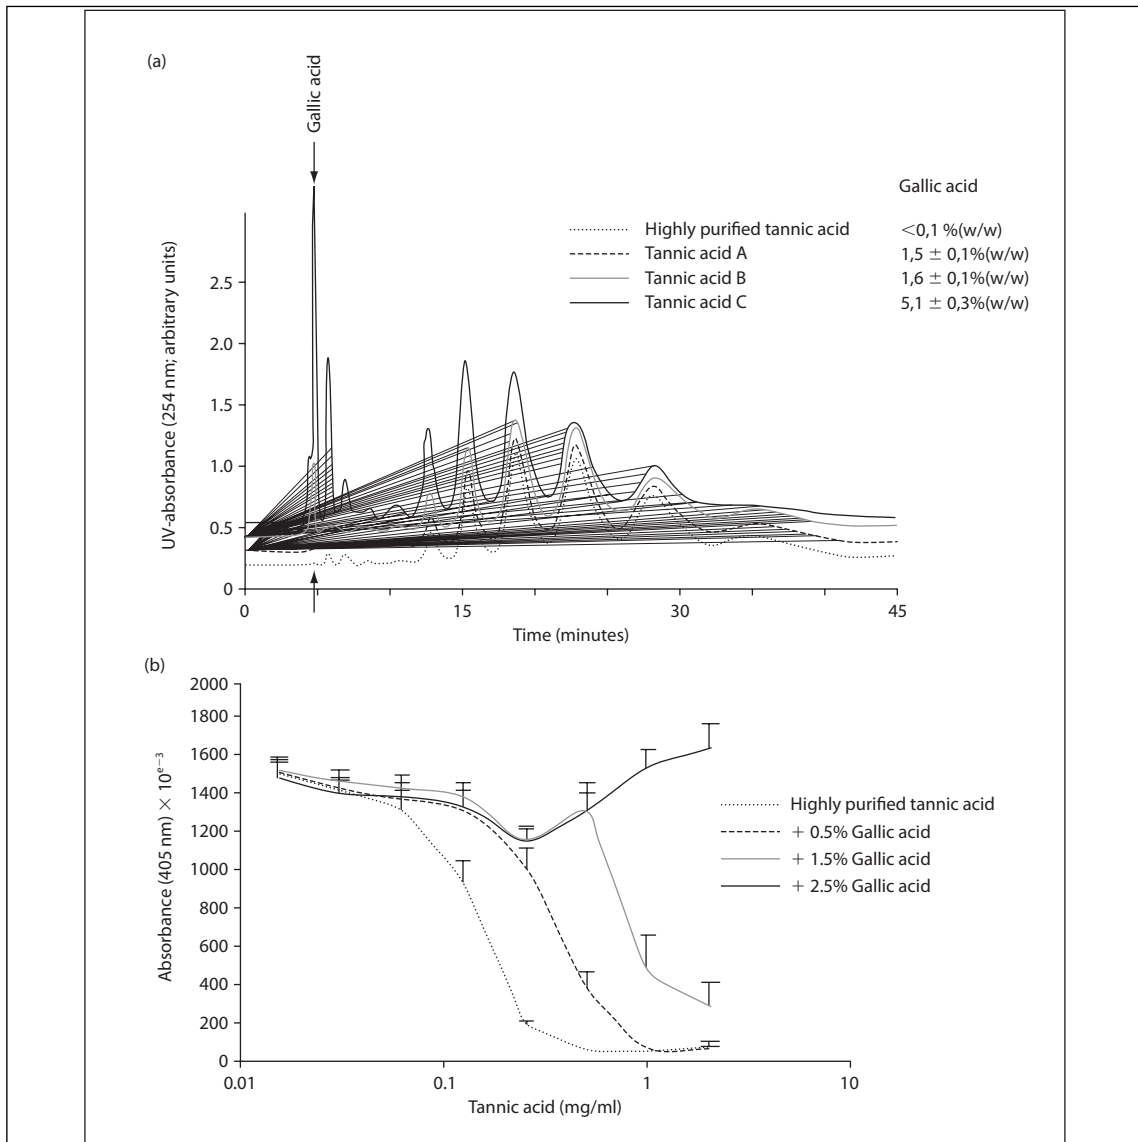 (a)
Gallic acid
Gallic acid
Highly purified tannic acid <0,1 %(w/w)
Tannic acid A 1,5 ± 0,1%(w/w)
Tannic acid B 1,6 ± 0,1%(w/w)
Tannic acid C 5,1 ± 0,3%(w/w)
UV-absorbance (254 nm; arbitrary units)
2.5
2.0
1.5
1.0
0.5
0
0 15 30 45
Time (minutes)
(b)
Absorbance (405 nm) × 10e−3
2000
1800
1600
1400
1200
1000
800
600
400
200
0
Highly purified tannic acid
+ 0.5% Gallic acid
+ 1.5% Gallic acid
+ 2.5% Gallic acid
0.01 0.1 1 10
Tannic acid (mg/ml)